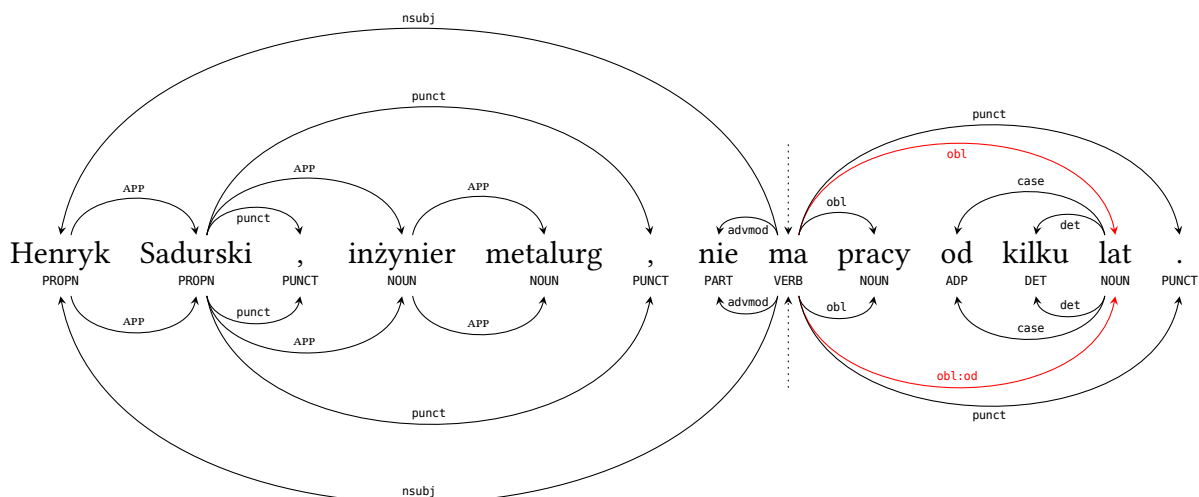 nsubj
punct
punct
obl
APP
APP
APP
case
punct
obl
det
advmod
Henryk Sadurski , inżynier metalurg , nie ma pracy od kilku lat .
PROPN PROPN PUNCT NOUN NOUN PUNCT PART VERB NOUN ADP DET NOUN PUNCT
advmod
det
punct
obl
APP
APP
APP
case
obl:od
punct
punct
nsubj